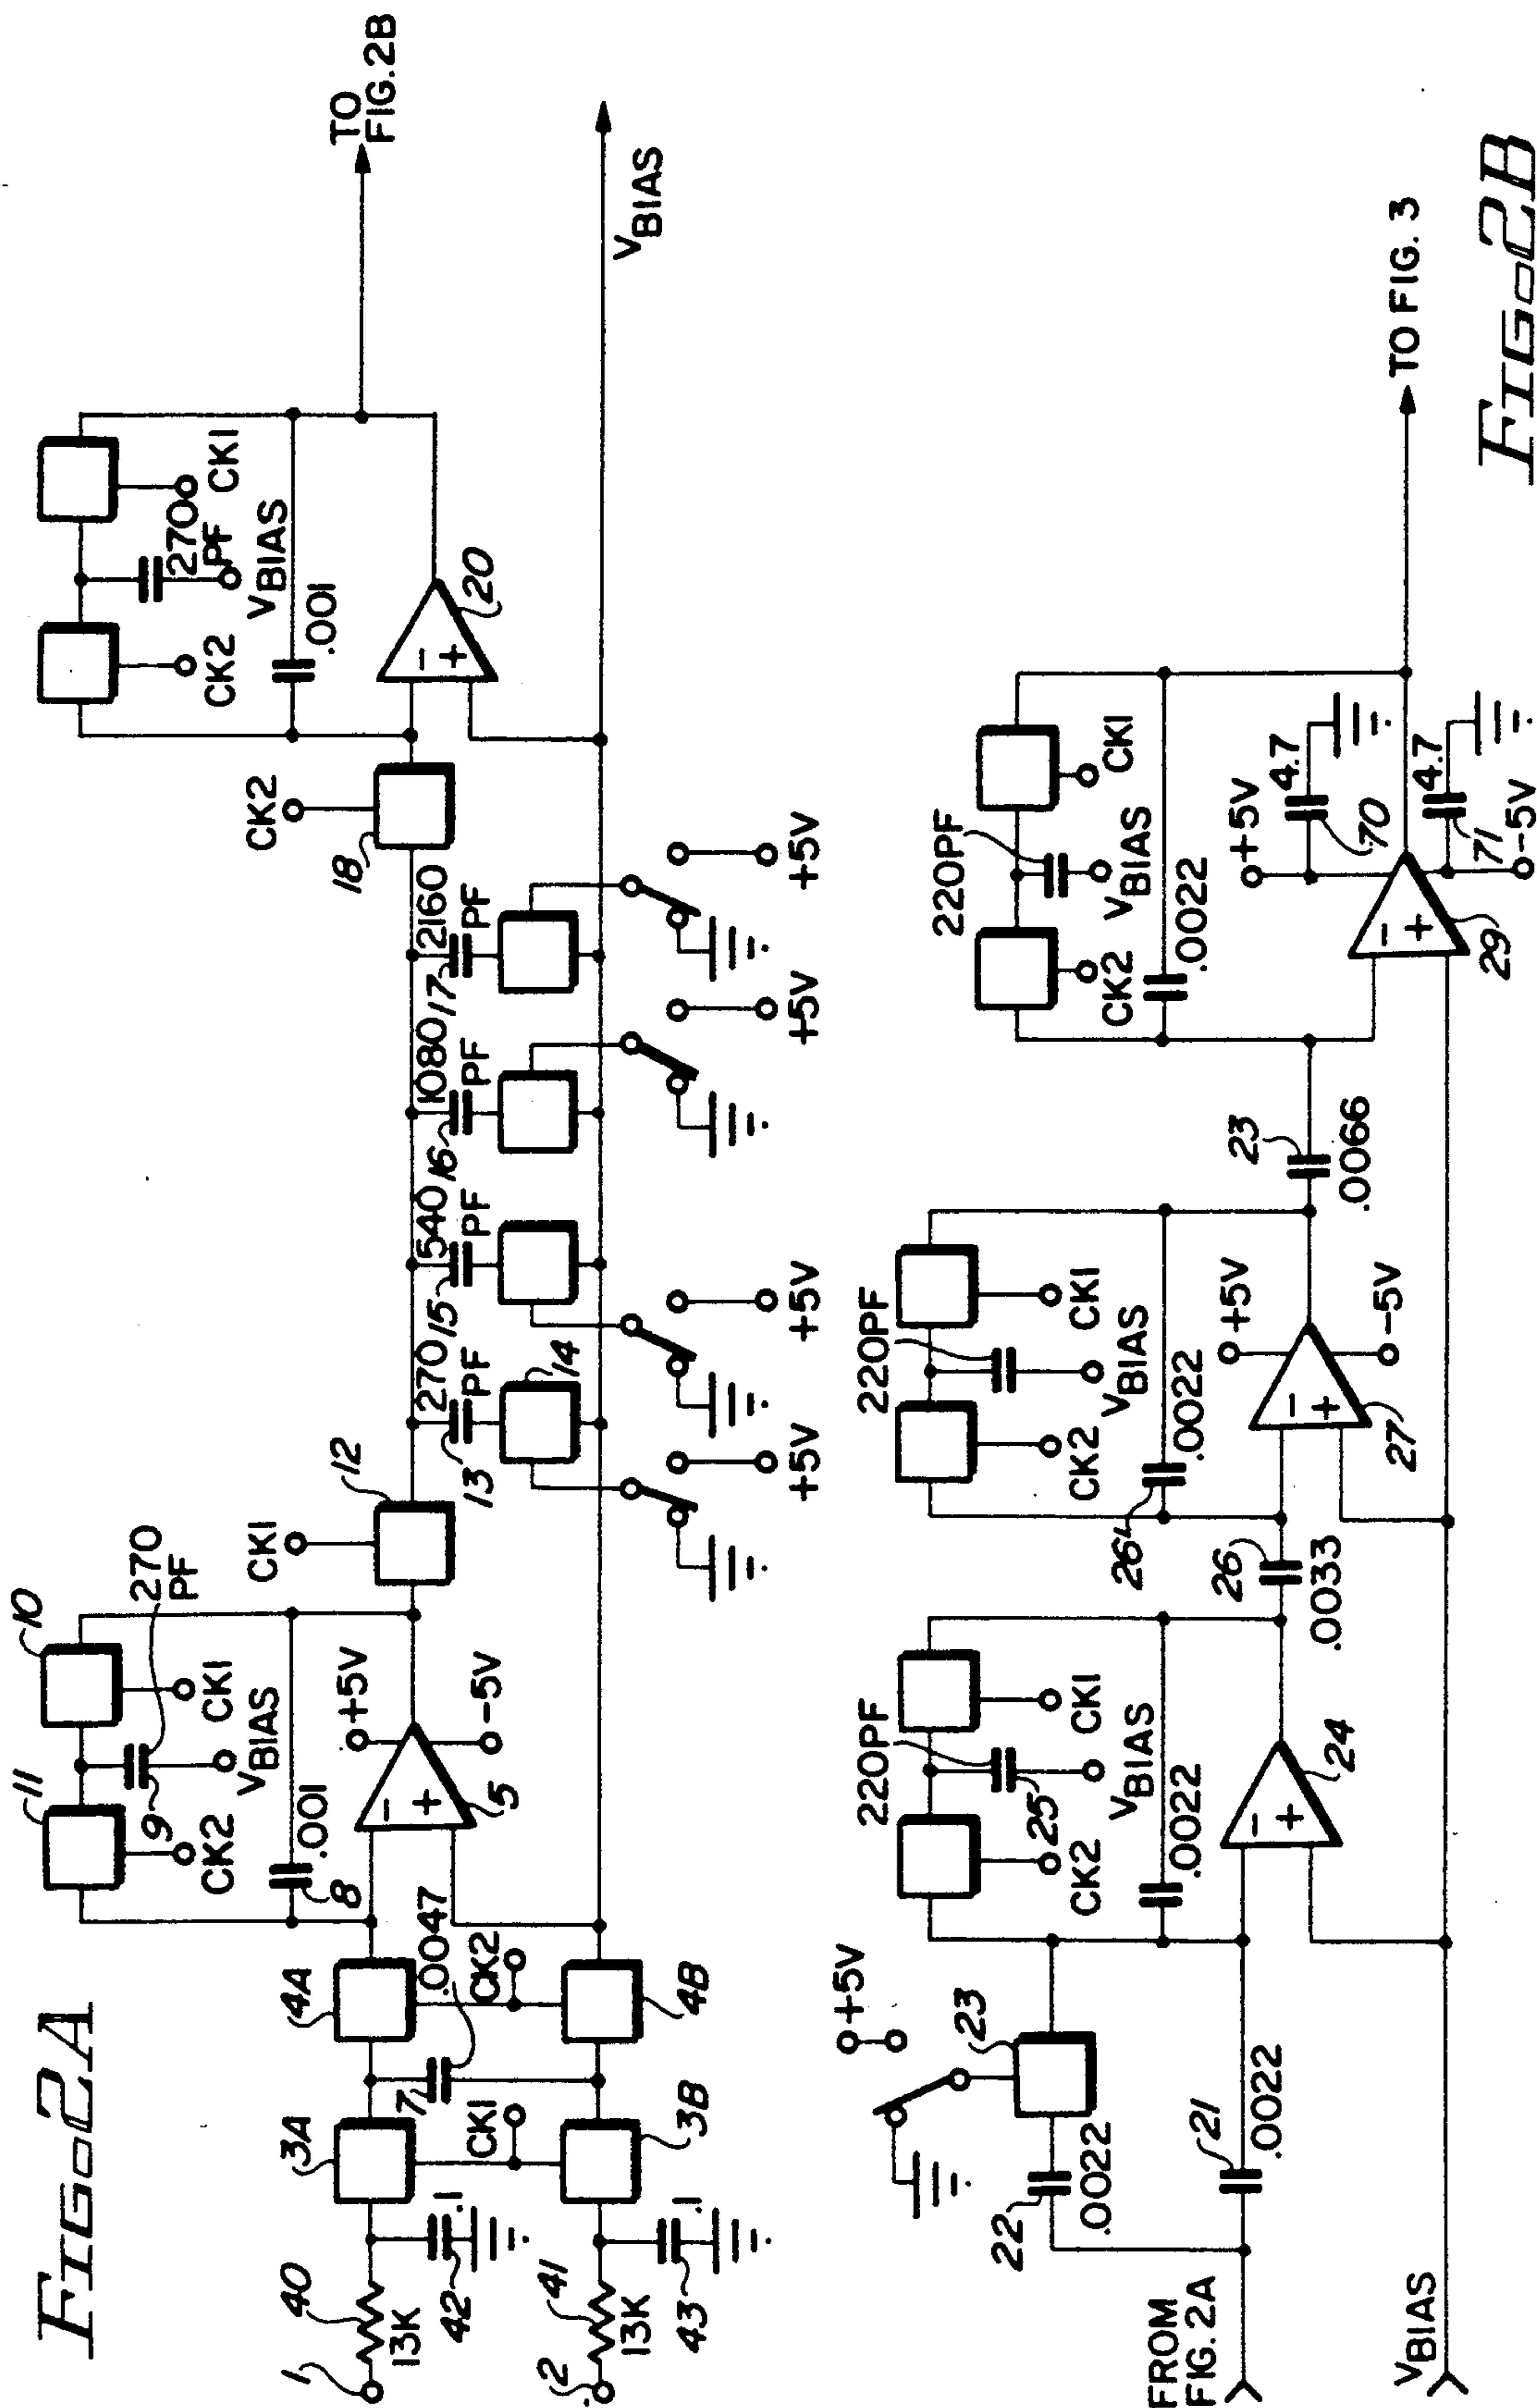 FIG. 2A
1
40
13K
42
.1
2
41
13K
43
.1
3A
CK1
3B
7
.0047
4A
CK2
4B
11
CK2
9
270
PF
VBIAS
10
CK1
8
.001
+5V
-5V
-
+
5
CK1
12
13
270
PF
14
+5V
15
540
PF
+5V
16
1080
PF
+5V
17
2160
PF
+5V
18
CK2
CK2
270
PF
VBIAS
CK1
.001
-
+
20
TO
FIG.2B
VBIAS
FROM
FIG. 2A
VBIAS
22
.0022
21
.0022
+5V
23
220PF
CK2
25
VBIAS
CK1
.0022
-
+
24
26
.0033
220PF
CK2
VBIAS
CK1
26'
.0022
+5V
-5V
-
+
27
23
.0066
220PF
CK2
VBIAS
CK1
.0022
+5V
4.7
70
4.7
71
-5V
-
+
29
TO FIG. 3
FIG. 2B